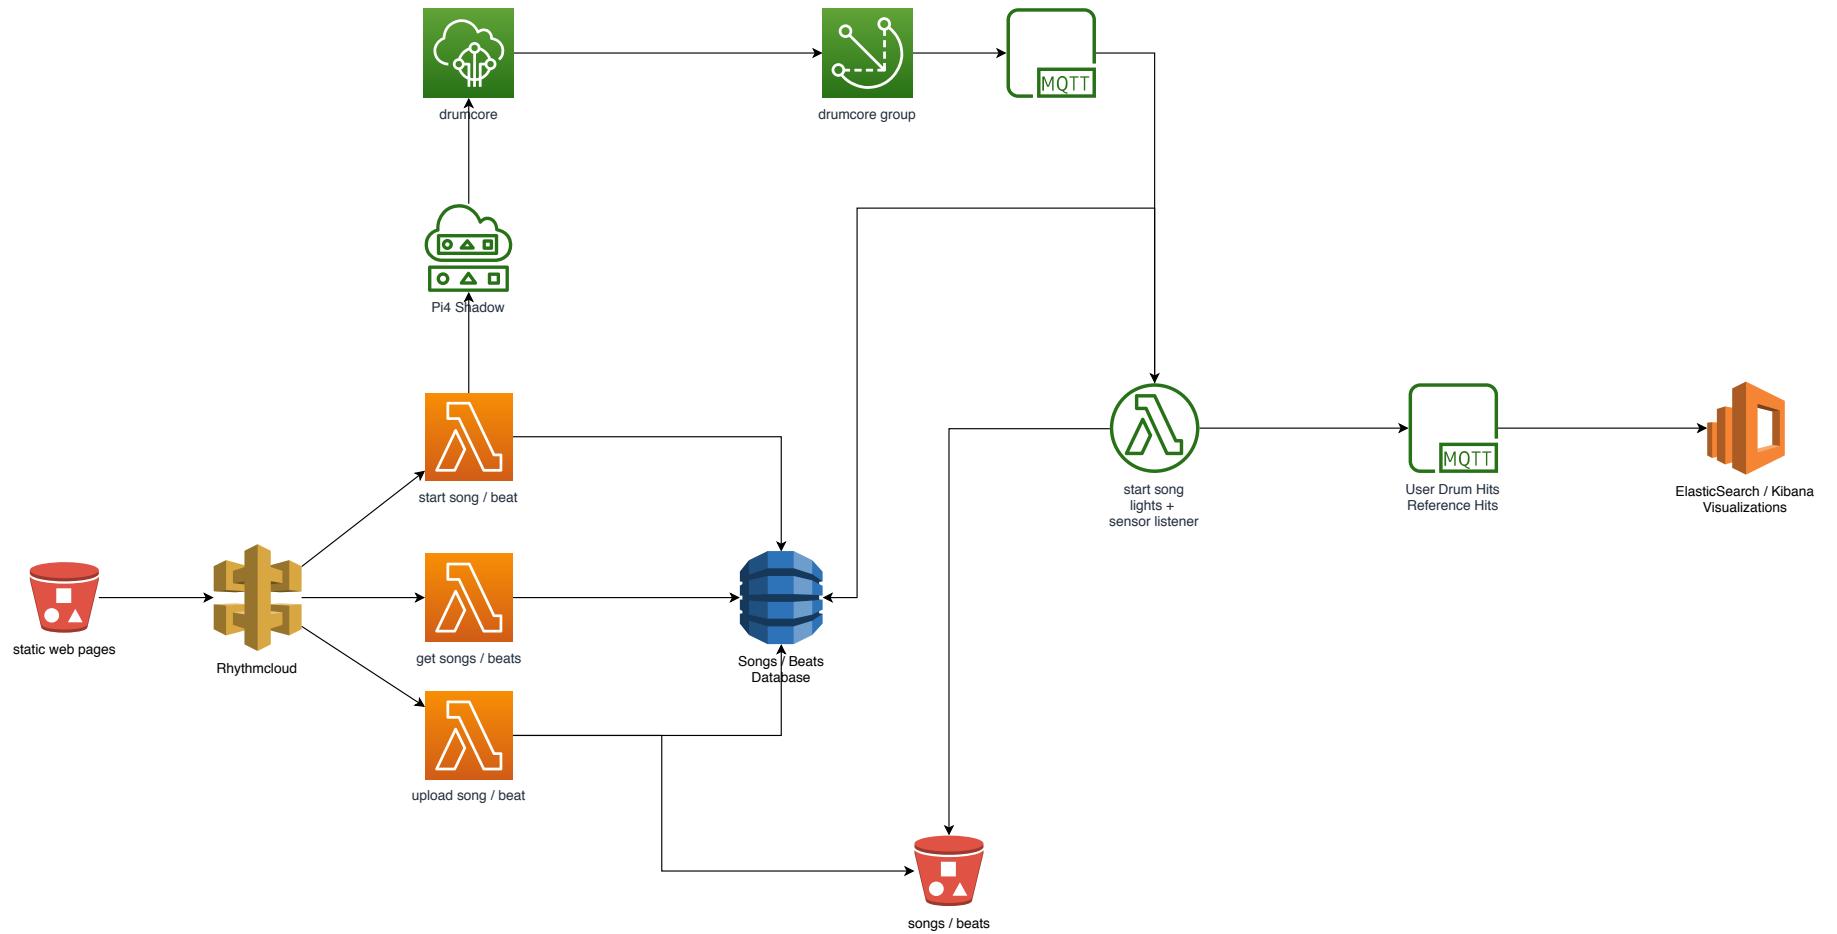 MQTT
drumcore
drumcore group
Pi4 Shadow
start song / beat
MQTT
start song
lights +
sensor listener
User Drum Hits
Reference Hits
ElasticSearch / Kibana
Visualizations
static web pages
Rhythmcloud
get songs / beats
Songs / Beats
Database
upload song / beat
songs / beats